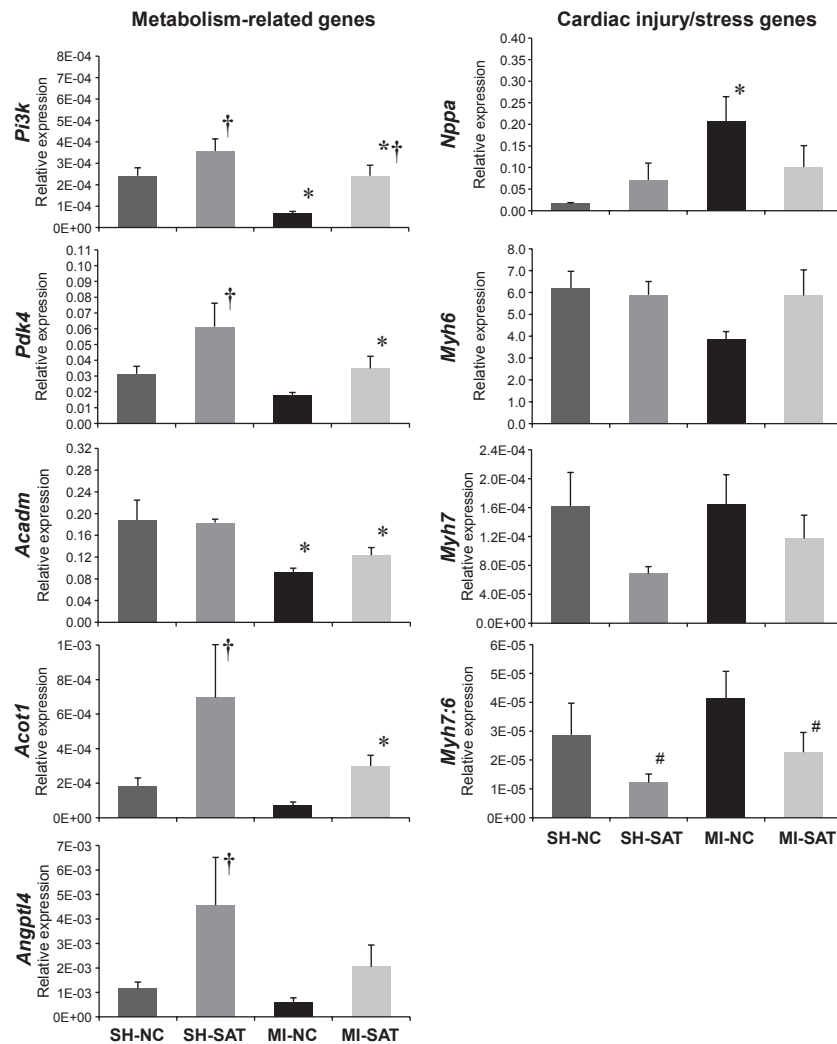 Metabolism-related genes
Pi3k
Relative expression
8E-04
7E-04
6E-04
5E-04
4E-04
3E-04
2E-04
1E-04
0E+00
†
*
*†
Pdk4
Relative expression
0.11
0.10
0.09
0.08
0.07
0.06
0.05
0.04
0.03
0.02
0.01
0.00
†
*
Acadm
Relative expression
0.32
0.28
0.24
0.20
0.16
0.12
0.08
0.04
0.00
*
*
Acot1
Relative expression
1E-03
8E-04
6E-04
4E-04
2E-04
0E+00
†
*
Angptl4
Relative expression
7E-03
6E-03
5E-03
4E-03
3E-03
2E-03
1E-03
0E+00
†
SH-NC SH-SAT MI-NC MI-SAT
Cardiac injury/stress genes
Nppa
Relative expression
0.40
0.35
0.30
0.25
0.20
0.15
0.10
0.05
0.00
*
Myh6
Relative expression
8.0
7.0
6.0
5.0
4.0
3.0
2.0
1.0
0.0
Myh7
Relative expression
2.4E-04
2.0E-04
1.6E-04
1.2E-04
8.0E-05
4.0E-05
0.0E+00
Myh7:6
Relative expression
6E-05
5E-05
4E-05
3E-05
2E-05
1E-05
0E+00
#
#
SH-NC SH-SAT MI-NC MI-SAT